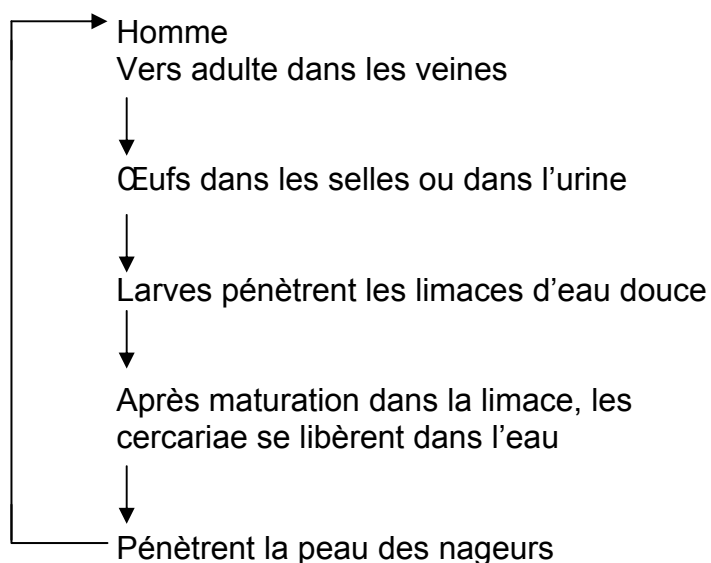 Homme
Vers adulte dans les veines
Œufs dans les selles ou dans l’urine
Larves pénètrent les limaces d’eau douce
Après maturation dans la limace, les
cercariae se libèrent dans l’eau
Pénètrent la peau des nageurs